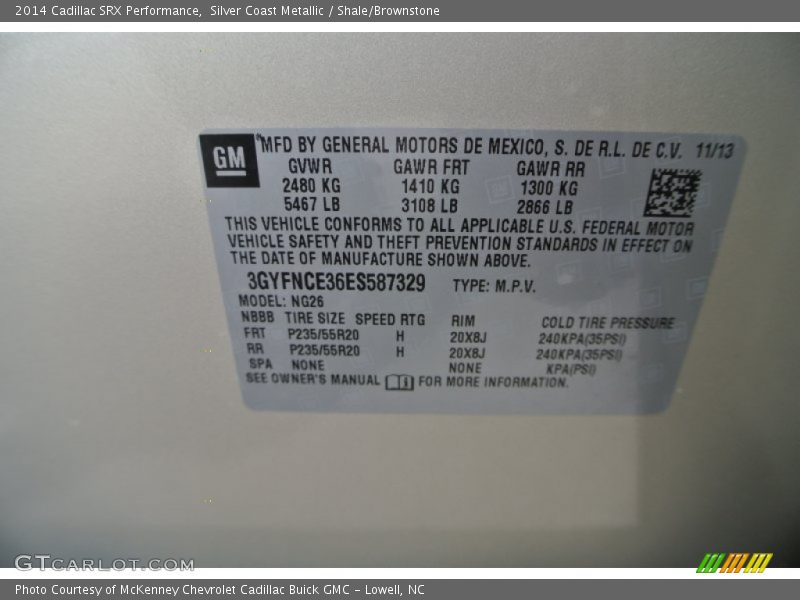 2014 Cadillac SRX Performance,  Silver Coast Metallic / Shale/Brownstone
GM
MFD BY GENERAL MOTORS DE MEXICO, S. DE R.L. DE C.V. 11/13
GVWR GAWR FRT GAWR RR
2480 KG 1410 KG 1300 KG
5467 LB 3108 LB 2866 LB
THIS VEHICLE CONFORMS TO ALL APPLICABLE U.S. FEDERAL MOTOR
VEHICLE SAFETY AND THEFT PREVENTION STANDARDS IN EFFECT ON
THE DATE OF MANUFACTURE SHOWN ABOVE.
3GYFNCE36ES587329 TYPE: M.P.V.
MODEL: NG26
NBBB TIRE SIZE SPEED RTG RIM COLD TIRE PRESSURE
FRT P235/55R20 H 20X8J 240KPA(35PSI)
RR P235/55R20 H 20X8J 240KPA(35PSI)
SPA NONE NONE KPA(PSI)
SEE OWNER'S MANUAL FOR MORE INFORMATION.
GTCARLOT.COM
Photo Courtesy of McKenney Chevrolet Cadillac Buick GMC - Lowell, NC